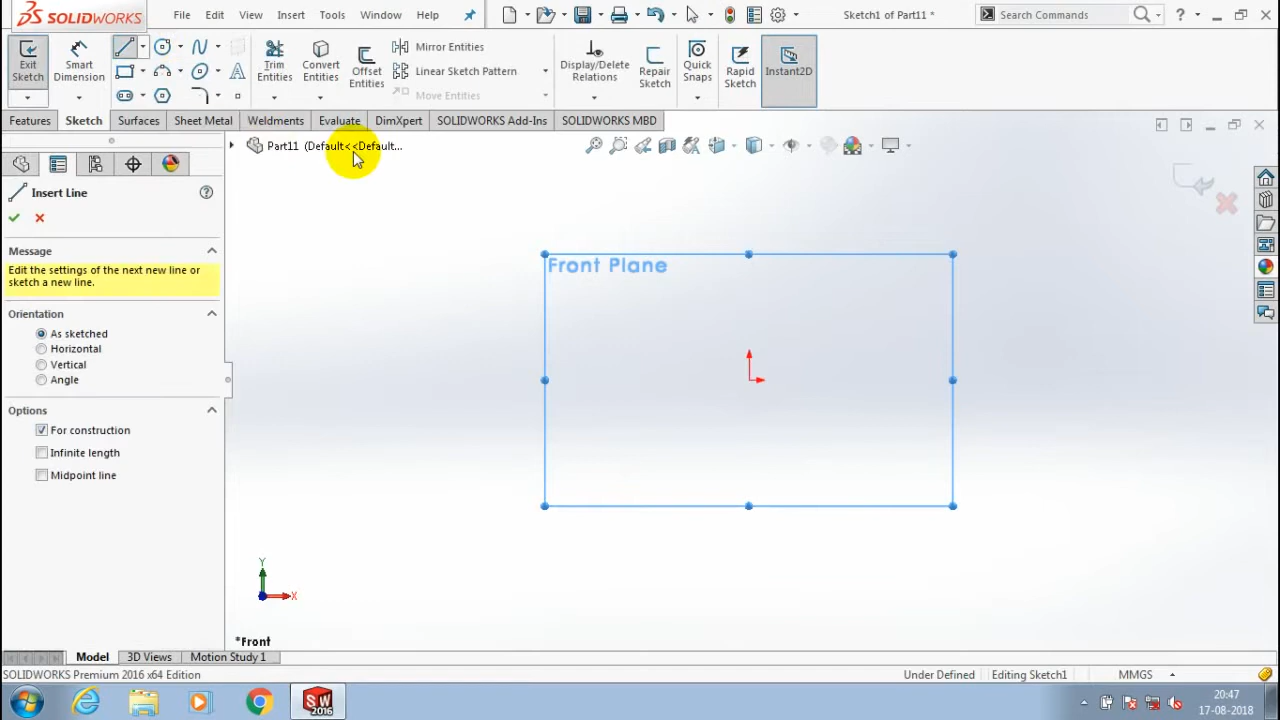 SOLIDWORKS
File
Edit
View
Insert
Tools
Window
Help
Sketch1 of Part11 *
Search Commands
?
Exit Sketch
Smart Dimension
Trim Entities
Convert Entities
Offset Entities
Mirror Entities
Linear Sketch Pattern
Move Entities
Display/Delete Relations
Repair Sketch
Quick Snaps
Rapid Sketch
Instant2D
Features
Sketch
Surfaces
Sheet Metal
Weldments
Evaluate
DimXpert
SOLIDWORKS Add-Ins
SOLIDWORKS MBD
Part11 (Default<<Default...
Insert Line
?
Message
Edit the settings of the next new line or
sketch a new line.
Orientation
As sketched
Horizontal
Vertical
Angle
Options
For construction
Infinite length
Midpoint line
Front Plane
Y
X
*Front
Model
3D Views
Motion Study 1
SOLIDWORKS Premium 2016 x64 Edition
Under Defined
Editing Sketch1
MMGS
SW
2016
20:47
17-08-2018